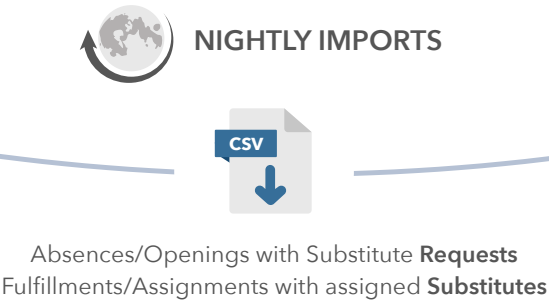 NIGHTLY IMPORTS
CSV
Absences/Openings with Substitute Requests
Fulfillments/Assignments with assigned Substitutes